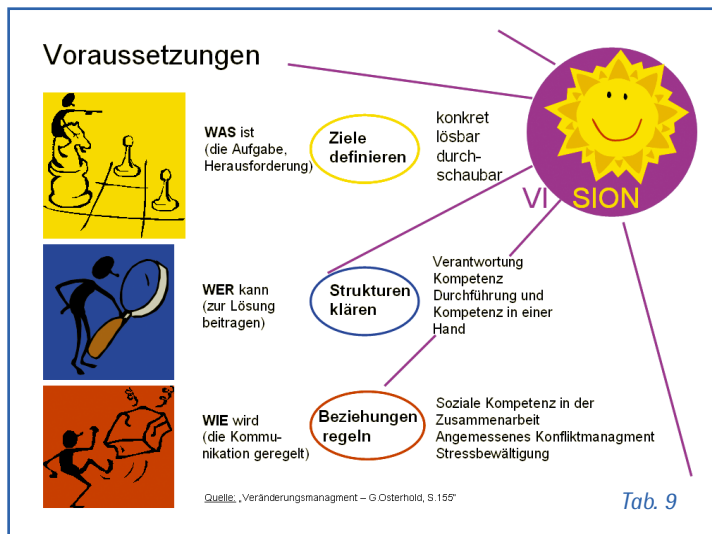 Voraussetzungen
WAS ist
(die Aufgabe,
Herausforderung)
Ziele
definieren
konkret
lösbar
durch-
schaubar
VI SION
WER kann
(zur Lösung
beitragen)
Strukturen
klären
Verantwortung
Kompetenz
Durchführung und
Kompetenz in einer
Hand
WIE wird
(die Kommu-
nikation geregelt)
Beziehungen
regeln
Soziale Kompetenz in der
Zusammenarbeit
Angemessenes Konfliktmanagment
Stressbewältigung
Quelle: „Veränderungsmanagment – G.Osterhold, S.155"
Tab. 9